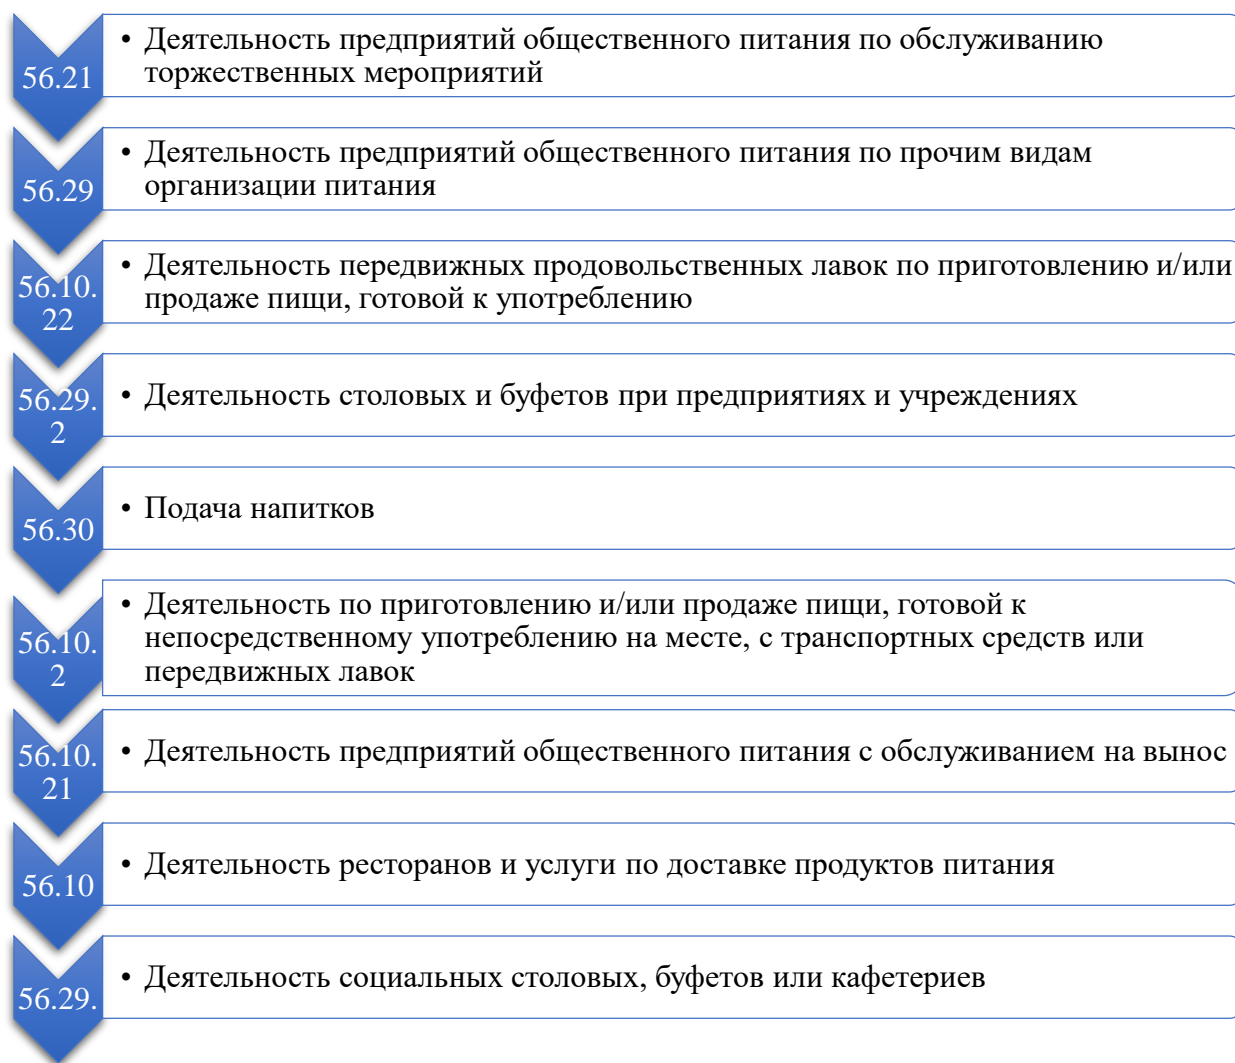 56.21
• Деятельность предприятий общественного питания по обслуживанию
торжественных мероприятий
56.29
• Деятельность предприятий общественного питания по прочим видам
организации питания
56.10.
22
• Деятельность передвижных продовольственных лавок по приготовлению и/или
продаже пищи, готовой к употреблению
56.29.
2
• Деятельность столовых и буфетов при предприятиях и учреждениях
56.30
• Подача напитков
56.10.
2
• Деятельность по приготовлению и/или продаже пищи, готовой к
непосредственному употреблению на месте, с транспортных средств или
передвижных лавок
56.10.
21
• Деятельность предприятий общественного питания с обслуживанием на вынос
56.10
• Деятельность ресторанов и услуги по доставке продуктов питания
56.29.
• Деятельность социальных столовых, буфетов или кафетериев